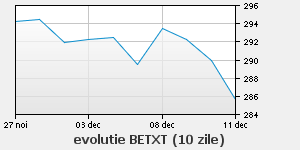 296
294
292
290
288
286
284
27 noi
03 dec
08 dec
11 dec
evolutie BETXT (10 zile)